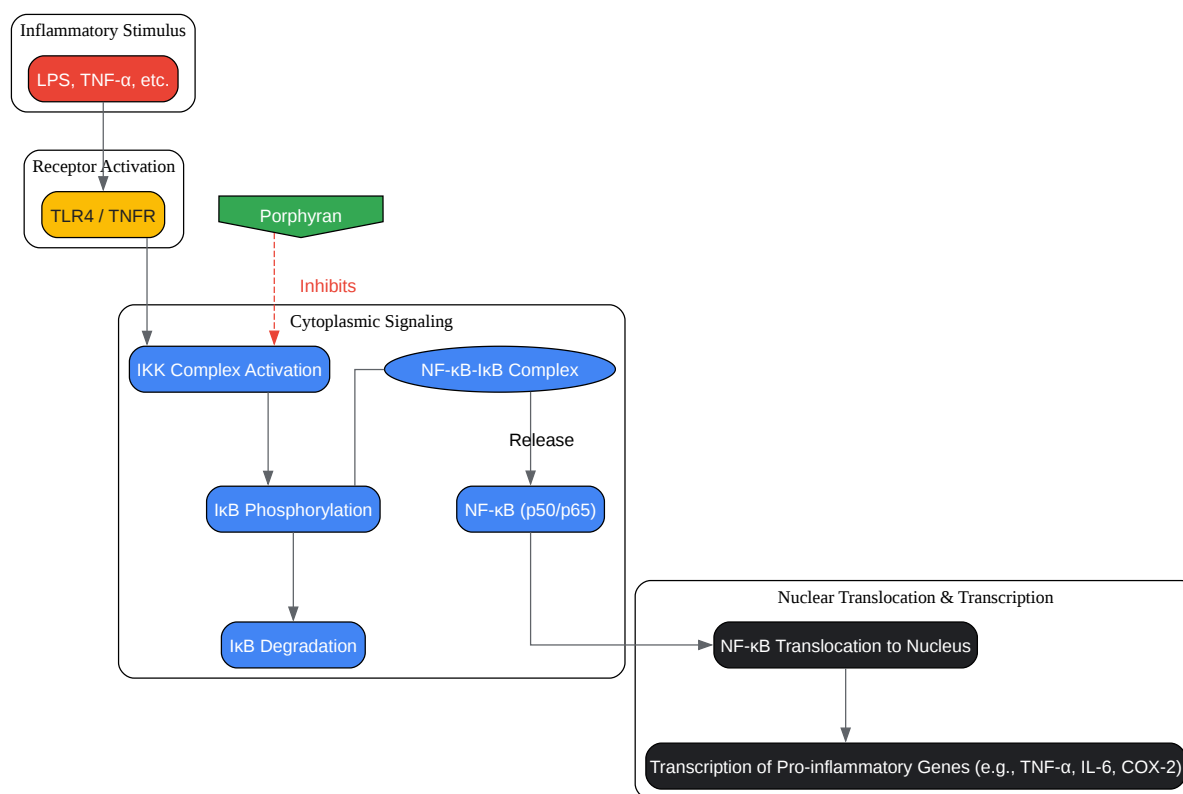 Inflammatory Stimulus
LPS, TNF-α, etc.
Receptor Activation
TLR4 / TNFR
Porphyran
Inhibits
Cytoplasmic Signaling
IKK Complex Activation
NF-κB-IκB Complex
Release
IκB Phosphorylation
NF-κB (p50/p65)
IκB Degradation
Nuclear Translocation & Transcription
NF-κB Translocation to Nucleus
Transcription of Pro-inflammatory Genes (e.g., TNF-α, IL-6, COX-2)